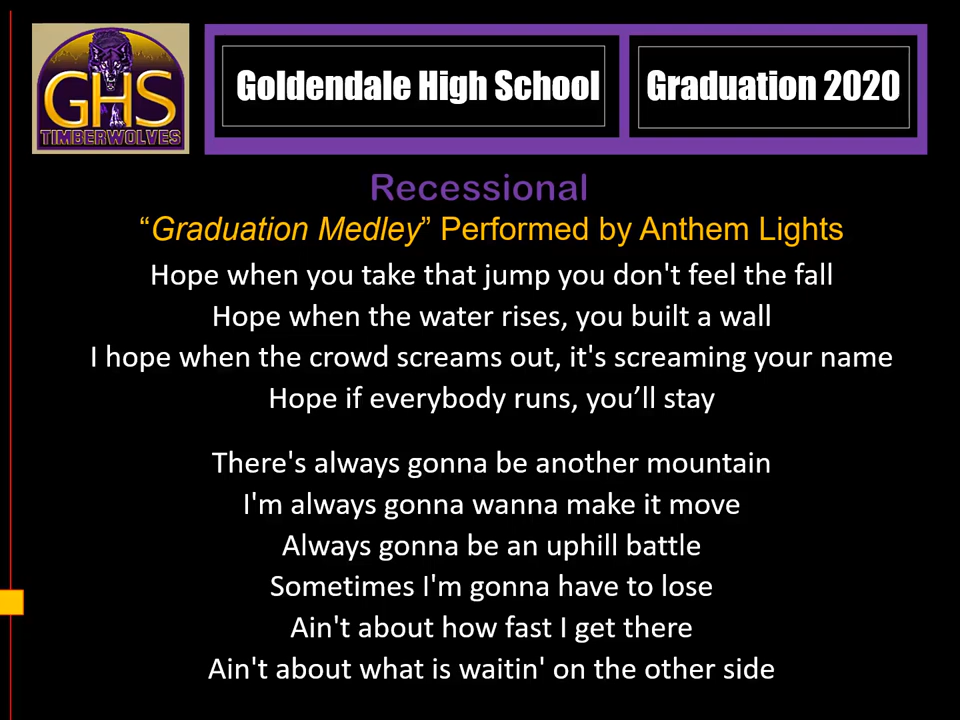 GHS
TIMBERWOLVES
Goldendale High School
Graduation 2020
Recessional
“Graduation Medley” Performed by Anthem Lights
Hope when you take that jump you don't feel the fall
Hope when the water rises, you built a wall
I hope when the crowd screams out, it's screaming your name
Hope if everybody runs, you’ll stay
There's always gonna be another mountain
I'm always gonna wanna make it move
Always gonna be an uphill battle
Sometimes I'm gonna have to lose
Ain't about how fast I get there
Ain't about what is waitin' on the other side